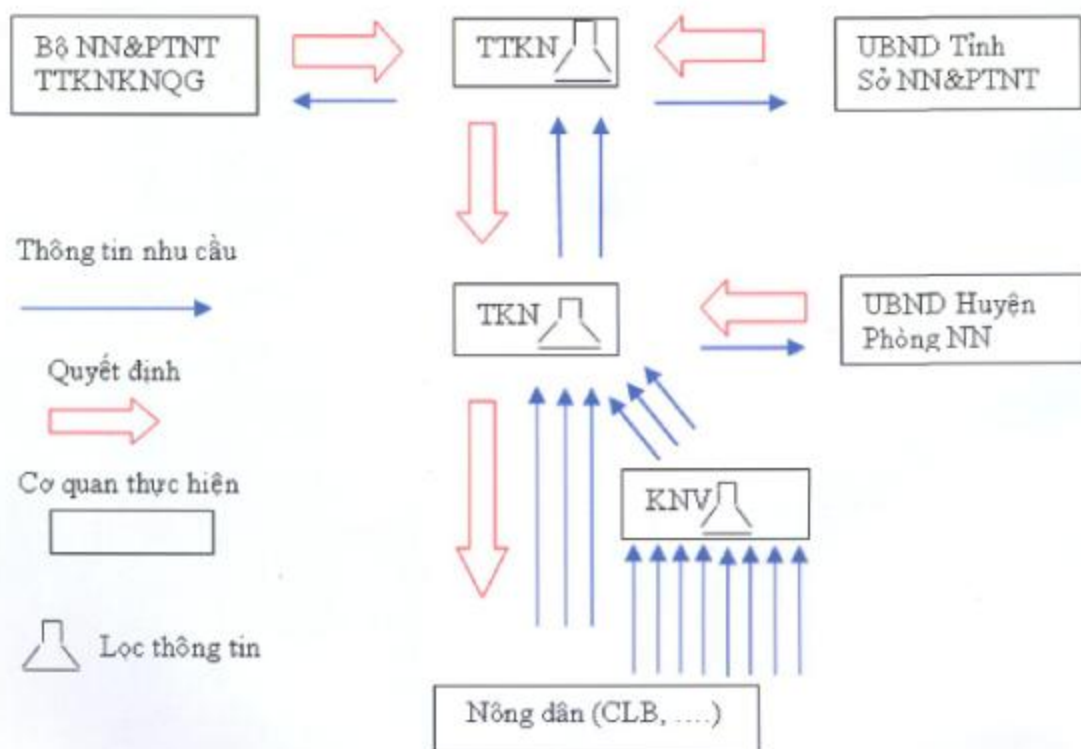 Bộ NN&PTNT
TTKNKNQG
TTKN
UBND Tỉnh
Sở NN&PTNT
Thông tin nhu cầu
TKN
UBND Huyện
Phòng NN
Quyết định
Cơ quan thực hiện
KNV
Lọc thông tin
Nông dân (CLB, ....)